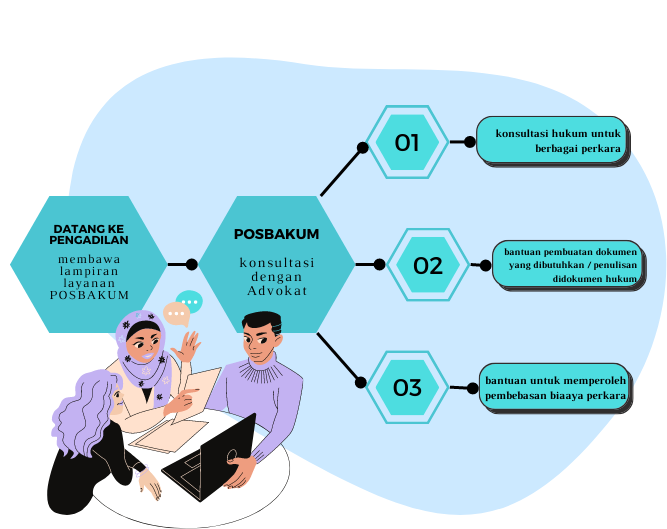 DATANG KE
PENGADILAN
membawa
lampiran
layanan
POSBAKUM
POSBAKUM
konsultasi
dengan
Advokat
01
konsultasi hukum untuk
berbagai perkara
02
bantuan pembuatan dokumen
yang dibutuhkan / penulisan
didokumen hukum
03
bantuan untuk memperoleh
pembebasan biaaya perkara